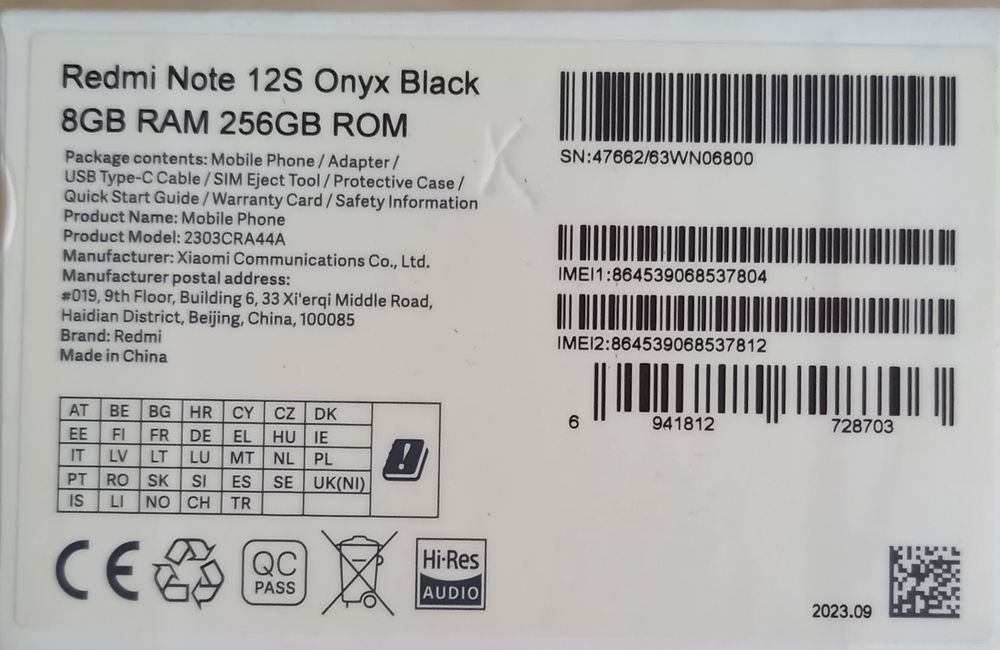 Redmi Note 12S Onyx Black
8GB RAM 256GB ROM
Package contents: Mobile Phone / Adapter /
USB Type-C Cable / SIM Eject Tool / Protective Case /
Quick Start Guide / Warranty Card / Safety Information
Product Name: Mobile Phone
Product Model: 2303CRA44A
Manufacturer: Xiaomi Communications Co., Ltd.
Manufacturer postal address:
#019, 9th Floor, Building 6, 33 Xi'erqi Middle Road,
Haidian District, Beijing, China, 100085
Brand: Redmi
Made in China
SN:47662/63WN06800
IMEI1:864539068537804
IMEI2:864539068537812
6 941812 728703
AT BE BG HR CY CZ DK
EE FI FR DE EL HU IE
IT LV LT LU MT NL PL
PT RO SK SI ES SE UK(NI)
IS LI NO CH TR
CE
QC
PASS
Hi-Res
AUDIO
2023.09